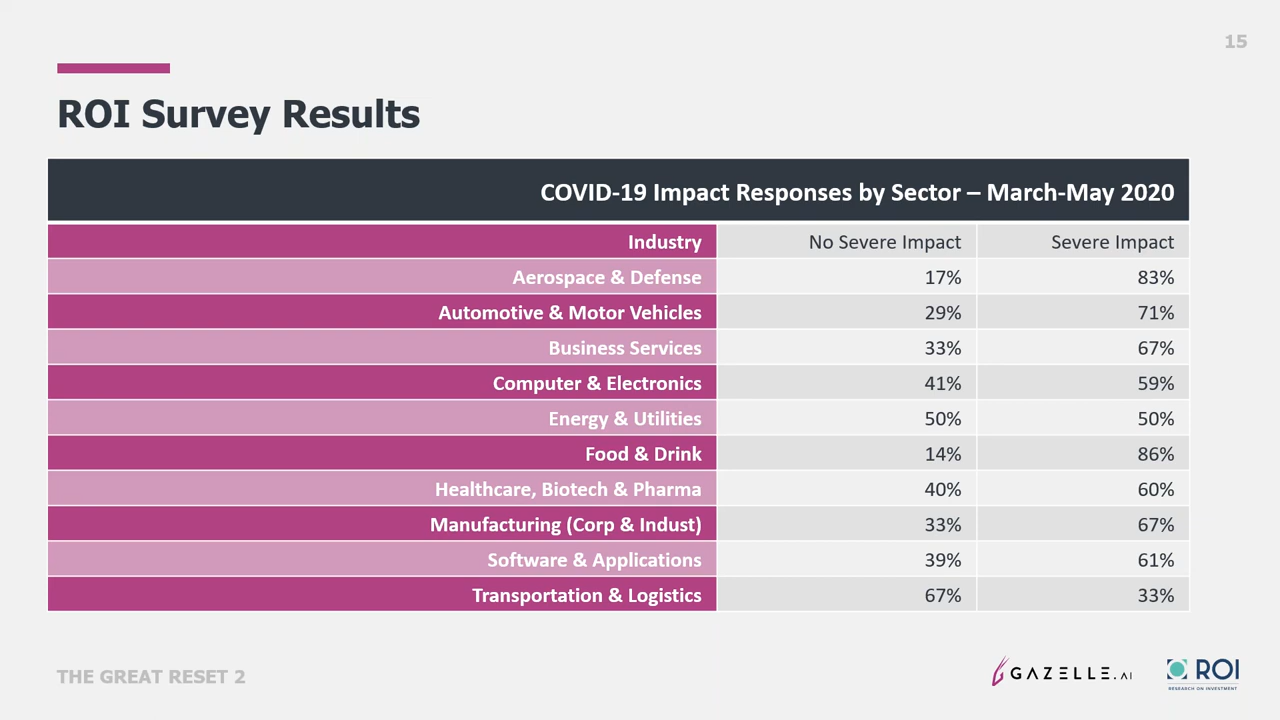 15
ROI Survey Results
COVID-19 Impact Responses by Sector – March-May 2020
Industry No Severe Impact Severe Impact
Aerospace & Defense 17% 83%
Automotive & Motor Vehicles 29% 71%
Business Services 33% 67%
Computer & Electronics 41% 59%
Energy & Utilities 50% 50%
Food & Drink 14% 86%
Healthcare, Biotech & Pharma 40% 60%
Manufacturing (Corp & Indust) 33% 67%
Software & Applications 39% 61%
Transportation & Logistics 67% 33%
THE GREAT RESET 2
GAZELLE.AI
ROI
RESEARCH ON INVESTMENT